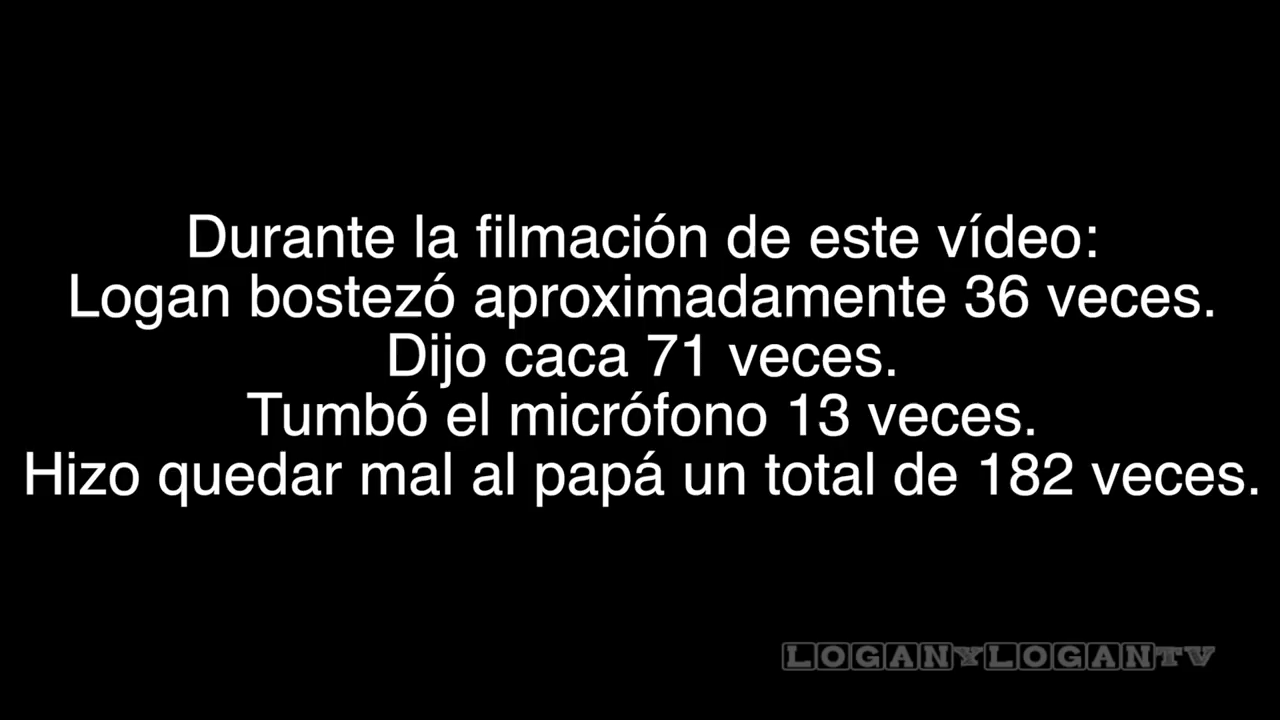 Durante la filmación de este vídeo:
Logan bostezó aproximadamente 36 veces.
Dijo caca 71 veces.
Tumbó el micrófono 13 veces.
Hizo quedar mal al papá un total de 182 veces.
LOGANYLOGANTV